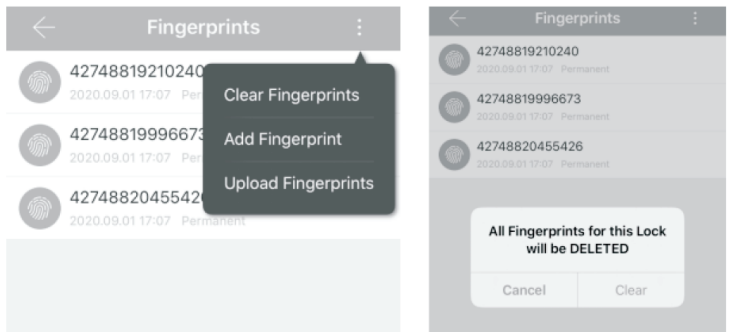 Fingerprints
42748819210240
2020.09.01 17:07 Per
42748819996673
2020.09.01 17:07 Per
4274882045542
2020.09.01 17:07 Permanent
Clear Fingerprints
Add Fingerprint
Upload Fingerprints
Fingerprints
42748819210240
2020.09.01 17:07 Permanent
42748819996673
2020.09.01 17:07 Permanent
42748820455426
2020.09.01 17:07 Permanent
All Fingerprints for this Lock
will be DELETED
Cancel Clear